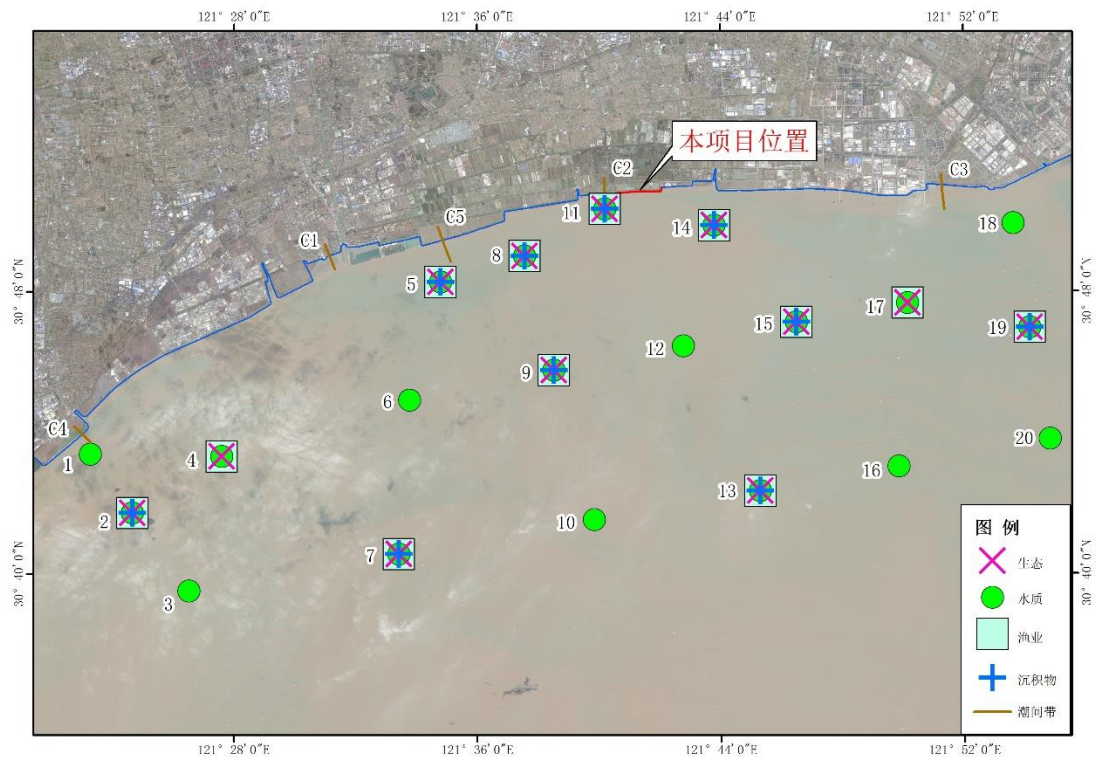 121° 28′0″E
121° 36′0″E
121° 44′0″E
121° 52′0″E
本项目位置
C2
C3
11
18
14
C5
C1
8
5
30° 48′0″N
30° 48′0″N
17
15
19
12
9
6
C4
1
4
20
16
13
2
10
7
3
30° 40′0″N
30° 40′0″N
图 例
生态
水质
渔业
沉积物
潮间带
121° 28′0″E
121° 36′0″E
121° 44′0″E
121° 52′0″E